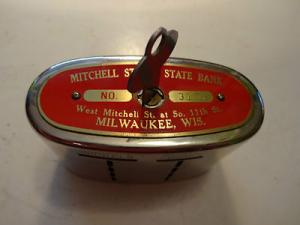 MITCHELL ST STATE BANK
NO.
West Mitchell St. at So. 11th St.
MILWAUKEE, WIS.